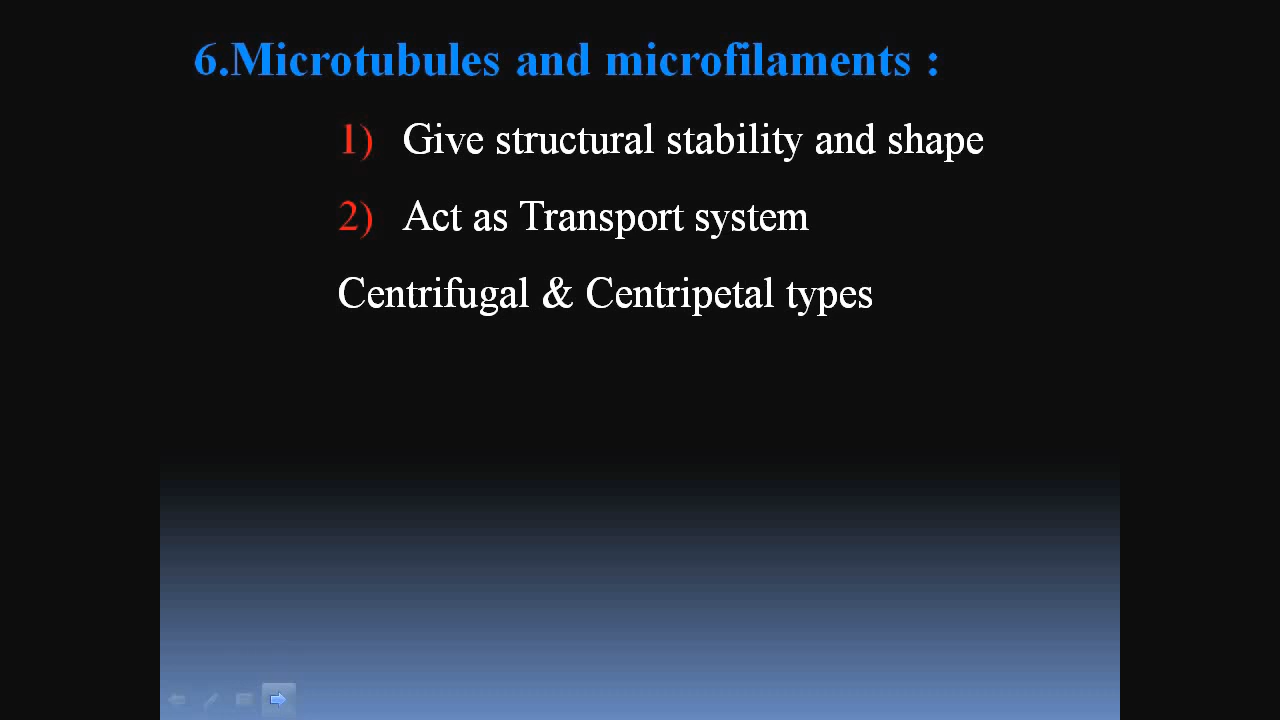 6.Microtubules and microfilaments :
1) Give structural stability and shape
2) Act as Transport system
Centrifugal & Centripetal types